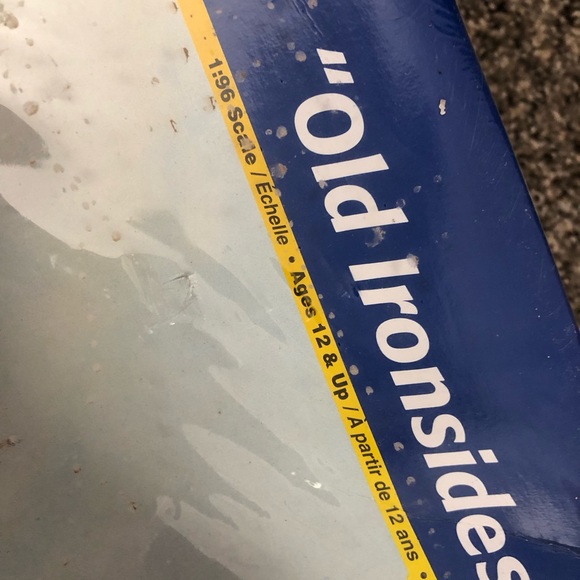 "Old Ironsides
1:96 Scale / Échelle • Ages 12 & Up / À partir de 12 ans •